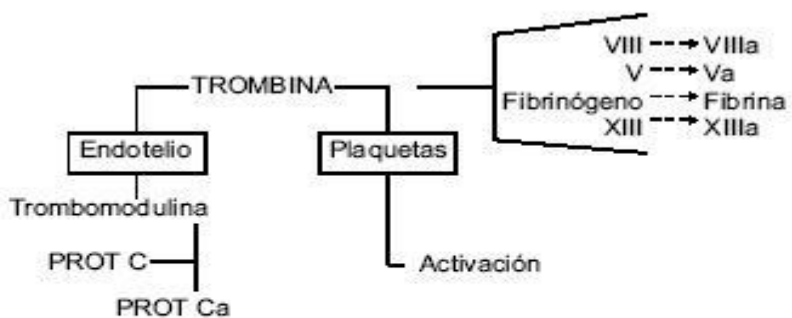 VIII → VIIIa
V → Va
TROMBINA
Fibrinógeno → Fibrina
XIII → XIIIa
Endotelio
Plaquetas
Trombomodulina
PROT C
Activación
PROT Ca